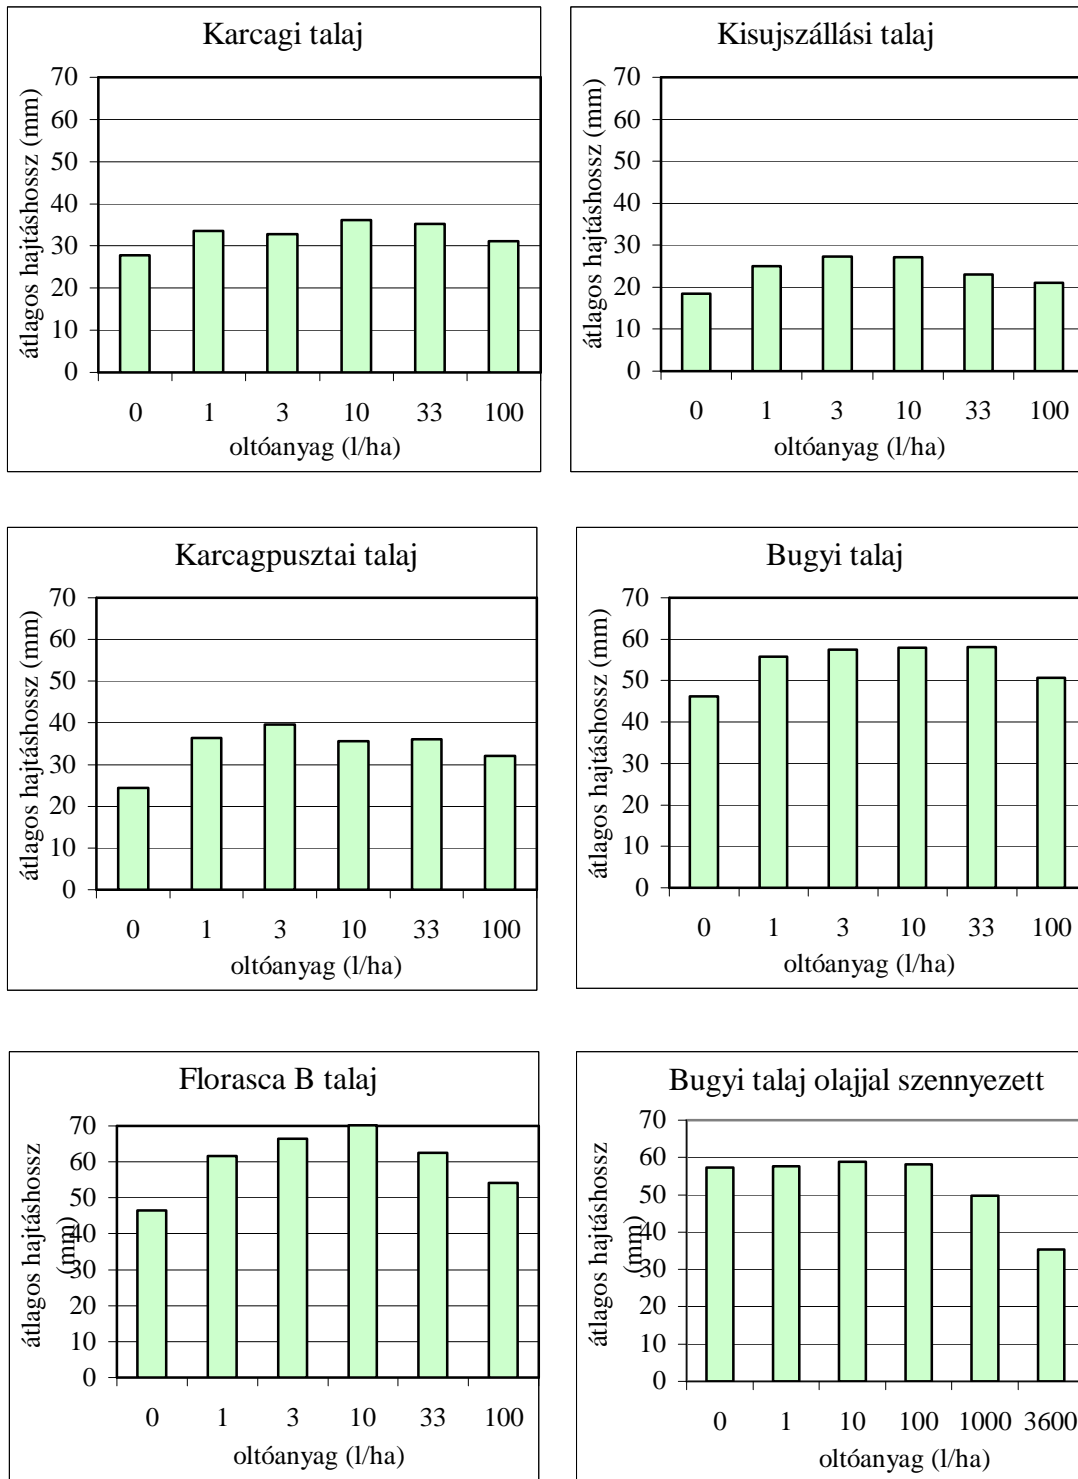 Karcagi talaj
átlagos hajtáshossz (mm)
70
60
50
40
30
20
10
0
0 1 3 10 33 100
oltóanyag (l/ha)
Kisujszállási talaj
átlagos hajtáshossz (mm)
70
60
50
40
30
20
10
0
0 1 3 10 33 100
oltóanyag (l/ha)
Karcagpusztai talaj
átlagos hajtáshossz (mm)
70
60
50
40
30
20
10
0
0 1 3 10 33 100
oltóanyag (l/ha)
Bugyi talaj
átlagos hajtáshossz (mm)
70
60
50
40
30
20
10
0
0 1 3 10 33 100
oltóanyag (l/ha)
Florasca B talaj
átlagos hajtáshossz
(mm)
70
60
50
40
30
20
10
0
0 1 3 10 33 100
oltóanyag (l/ha)
Bugyi talaj olajjal szennyezett
átlagos hajtáshossz
(mm)
70
60
50
40
30
20
10
0
0 1 10 100 1000 3600
oltóanyag (l/ha)